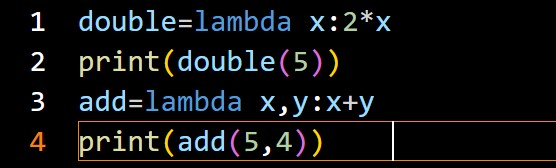 1 double=lambda x:2*x
2 print(double(5))
3 add=lambda x,y:x+y
4 print(add(5,4))